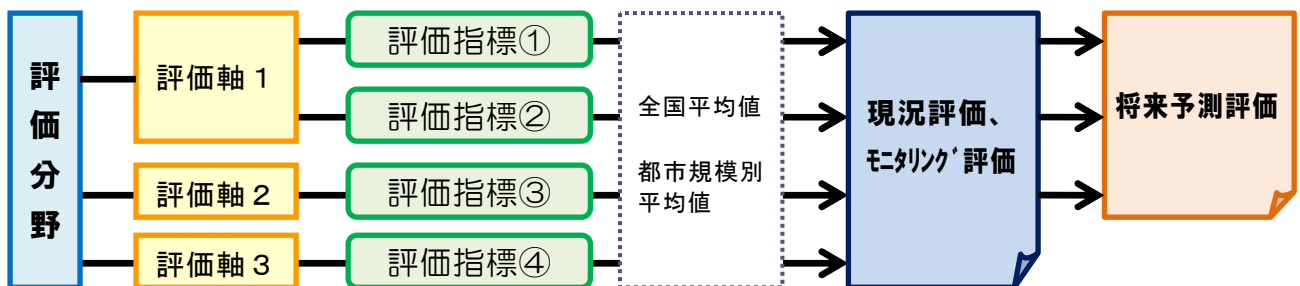 評価分野
評価軸1
評価軸2
評価軸3
評価指標①
評価指標②
評価指標③
評価指標④
全国平均値
都市規模別
平均値
現況評価、
ﾓﾆﾀﾘﾝｸﾞ評価
将来予測評価